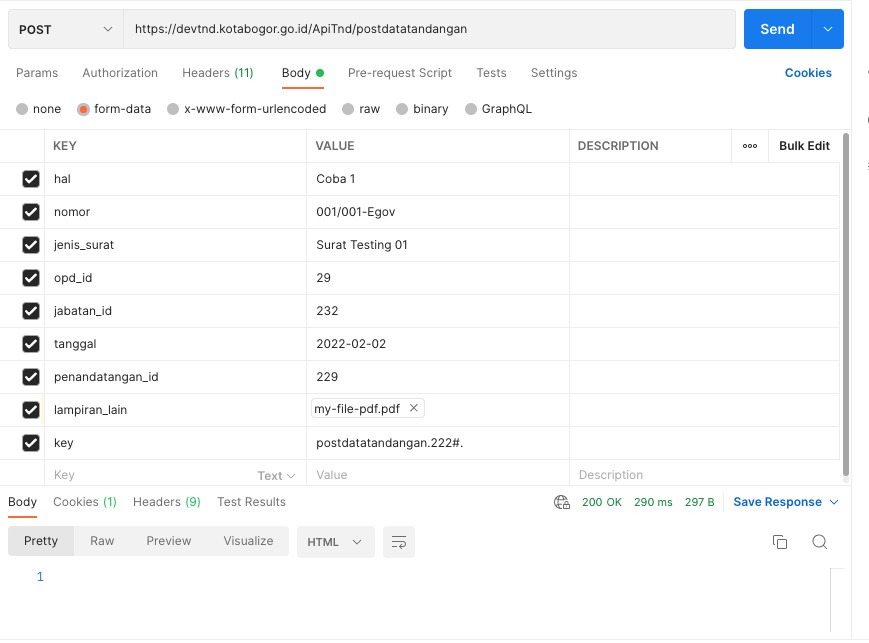 POST https://devtnd.kotabogor.go.id/ApiTnd/postdatatandangan Send
Params Authorization Headers (11) Body Pre-request Script Tests Settings Cookies
none form-data x-www-form-urlencoded raw binary GraphQL
KEY VALUE DESCRIPTION ooo Bulk Edit
hal Coba 1
nomor 001/001-Egov
jenis_surat Surat Testing 01
opd_id 29
jabatan_id 232
tanggal 2022-02-02
penandatangan_id 229
lampiran_lain my-file-pdf.pdf
key postdatatandangan.222#.
Key Text Value Description
Body Cookies (1) Headers (9) Test Results 200 OK 290 ms 297 B Save Response
Pretty Raw Preview Visualize HTML
1